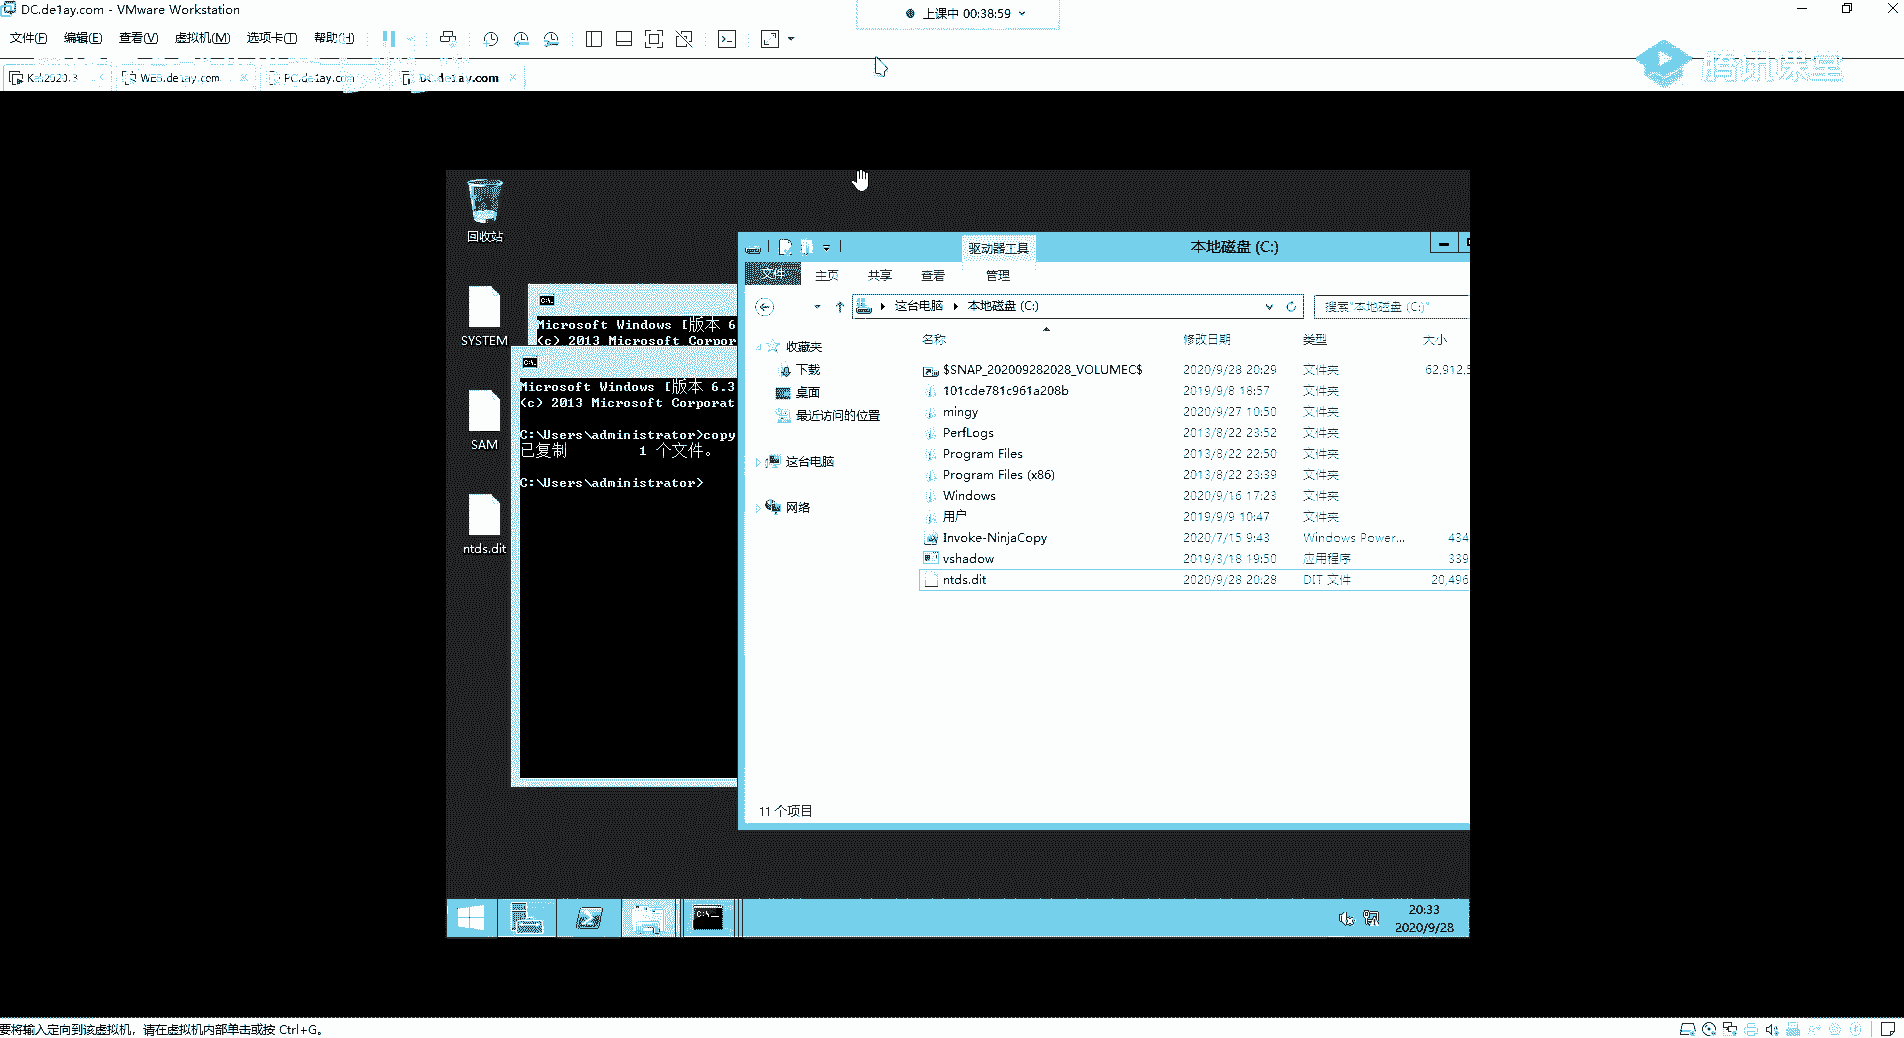 DC.de1ay.com - VMware Workstation
上课中 00:38:59
文件(F) 编辑(E) 查看(V) 虚拟机(M) 选项卡(T) 帮助(H)
腾讯课堂
WEB.de1ay.com PC.de1ay.com DC.de1ay.com
回收站
SYSTEM
SAM
ntds.dit
Microsoft Windows [版本 6
(c) 2013 Microsoft Corpor
Microsoft Windows [版本 6.3
(c) 2013 Microsoft Corporat
C:\Users\administrator>copy
已复制 1 个文件。
C:\Users\administrator>
驱动器工具 本地磁盘 (C:)
文件 主页 共享 查看 管理
这台电脑 本地磁盘 (C:) 搜索"本地磁盘 (C:)"
收藏夹
下载
桌面
最近访问的位置
这台电脑
网络
名称 修改日期 类型 大小
$SNAP_202009282028_VOLUMEC$ 2020/9/28 20:29 文件夹 62,912,5
101cde781c961a208b 2019/9/8 18:57 文件夹
mingy 2020/9/27 10:50 文件夹
PerfLogs 2013/8/22 23:52 文件夹
Program Files 2013/8/22 22:50 文件夹
Program Files (x86) 2013/8/22 23:39 文件夹
Windows 2020/9/16 17:23 文件夹
用户 2019/9/9 10:47 文件夹
Invoke-NinjaCopy 2020/7/15 9:43 Windows Power... 434
vshadow 2019/3/18 19:50 应用程序 339
ntds.dit 2020/9/28 20:28 DIT 文件 20,496
11 个项目
20:33
2020/9/28
要将输入定向到该虚拟机，请在虚拟机内部单击或按 Ctrl+G。